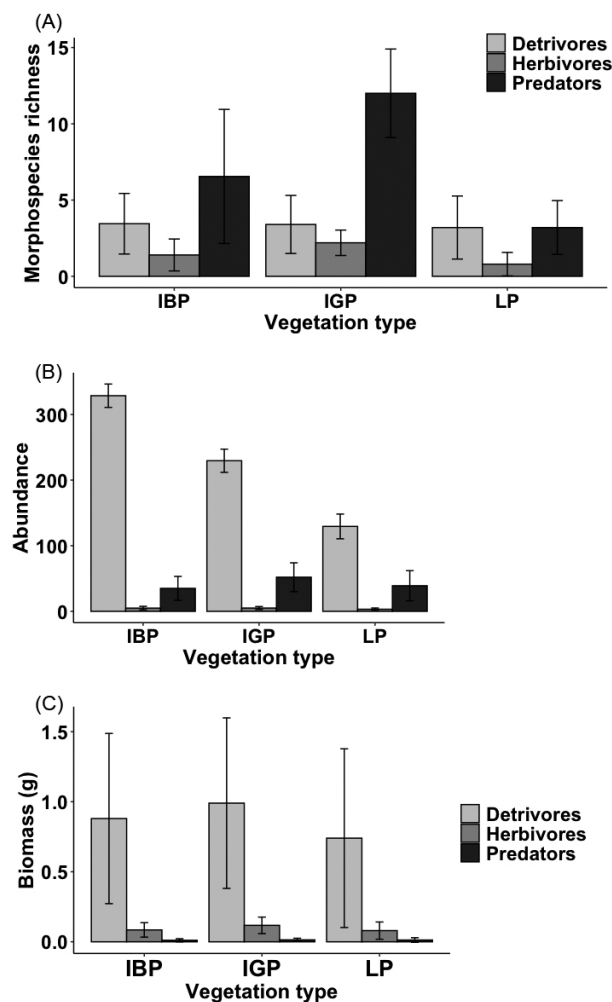 (A)
Morphospecies richness
15
10
5
0
Detrivores
Herbivores
Predators
IBP IGP LP
Vegetation type
(B)
Abundance
300
200
100
0
IBP IGP LP
Vegetation type
(C)
Biomass (g)
1.5
1.0
0.5
0.0
Detrivores
Herbivores
Predators
IBP IGP LP
Vegetation type